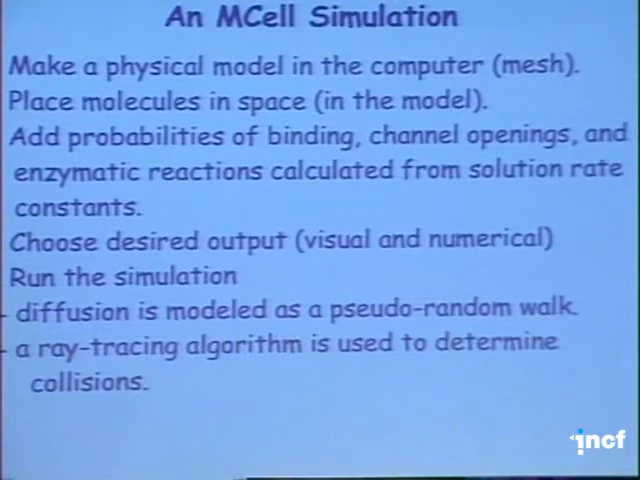 An MCell Simulation
Make a physical model in the computer (mesh).
Place molecules in space (in the model).
Add probabilities of binding, channel openings, and
enzymatic reactions calculated from solution rate
constants.
Choose desired output (visual and numerical)
Run the simulation
- diffusion is modeled as a pseudo-random walk.
- a ray-tracing algorithm is used to determine
collisions.
incf